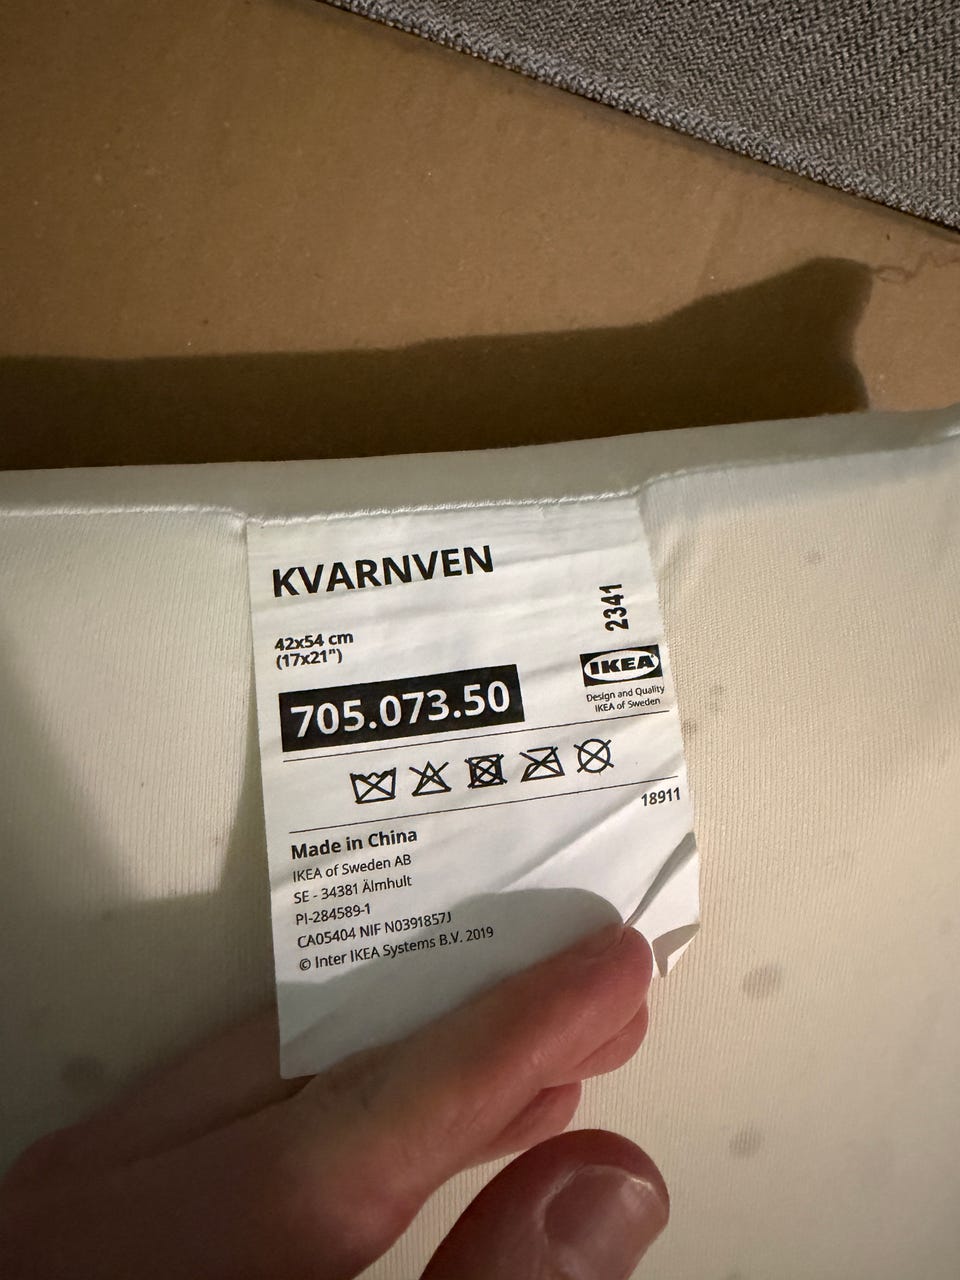 KVARNVEN
2341
42x54 cm
(17x21")
IKEA
705.073.50
Design and Quality
IKEA of Sweden
18911
Made in China
IKEA of Sweden AB
SE - 34381 Älmhult
PI-284589-1
CA05404 NIF N0391857J
© Inter IKEA Systems B.V. 2019